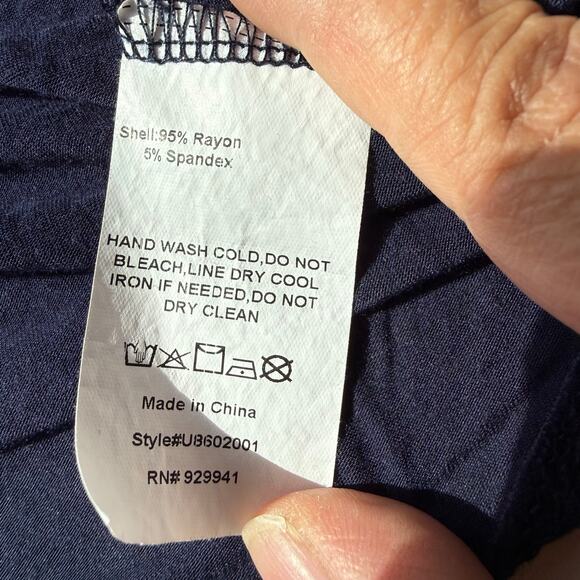 Shell:95% Rayon
5% Spandex
HAND WASH COLD,DO NOT
BLEACH,LINE DRY COOL
IRON IF NEEDED,DO NOT
DRY CLEAN
Made in China
Style#U8602001
RN# 929941